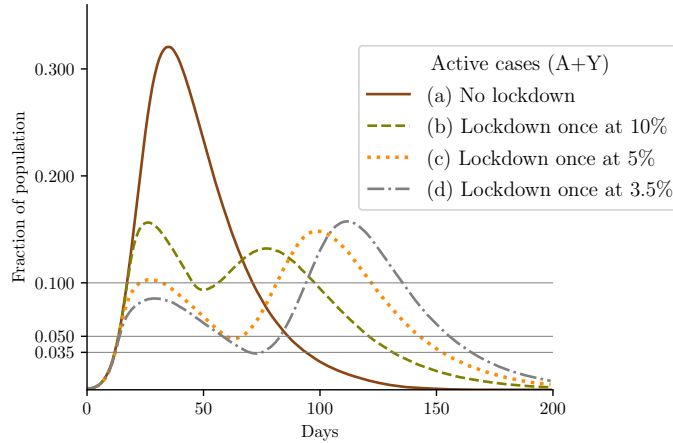 Fraction of population
0.300
0.200
0.100
0.050
0.035
Active cases (A+Y)
(a) No lockdown
(b) Lockdown once at 10%
(c) Lockdown once at 5%
(d) Lockdown once at 3.5%
0 50 100 150 200
Days